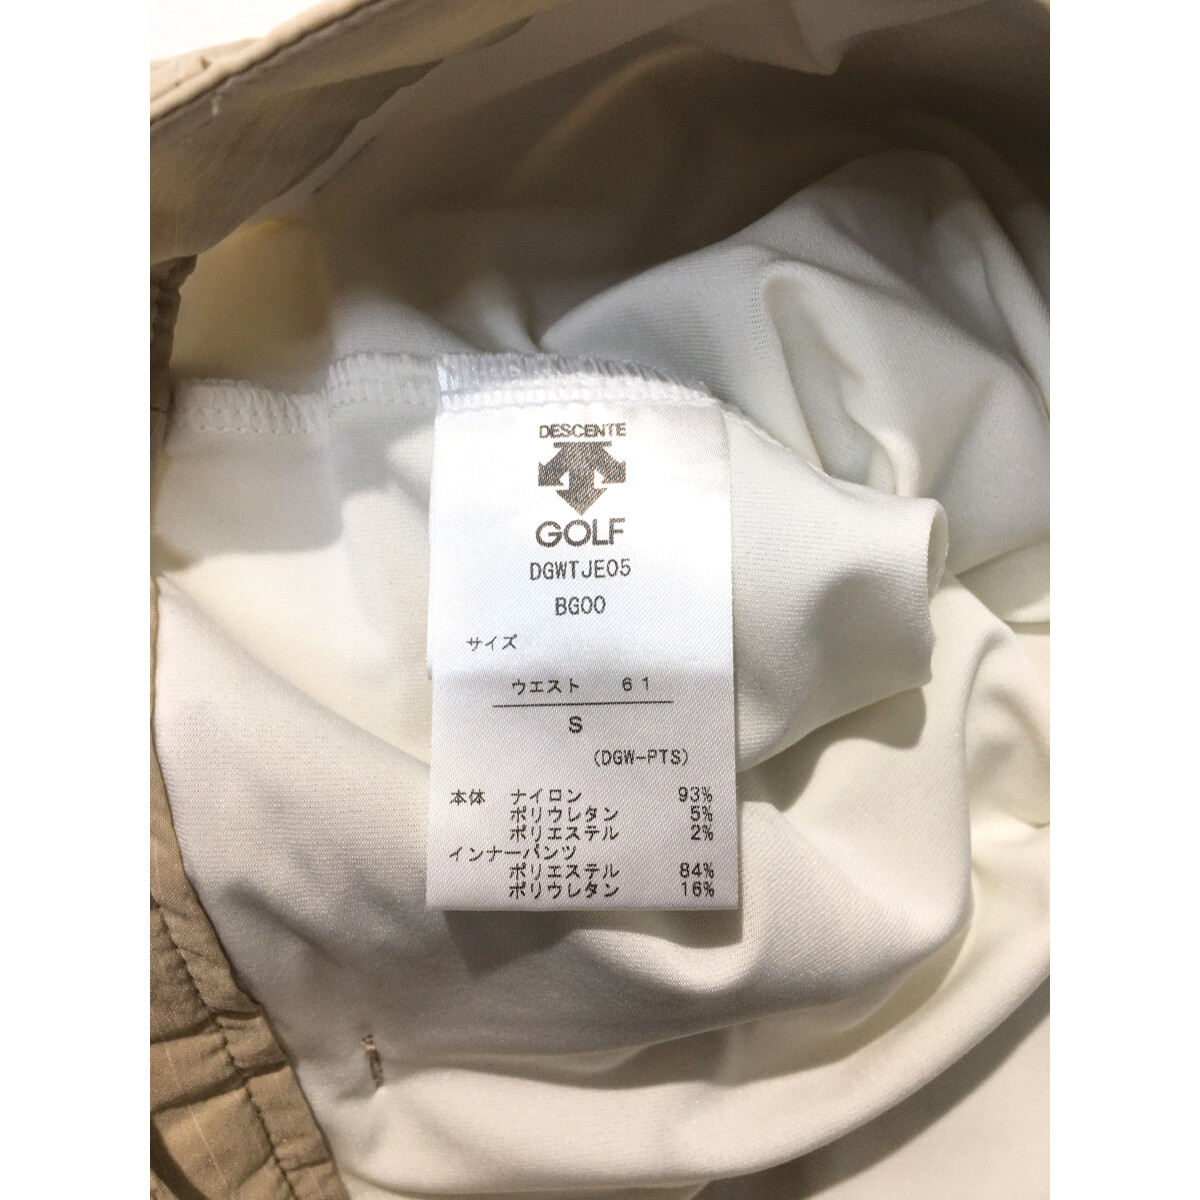 DESCENTE
GOLF
DGWTJE05
BG00
サイズ
ウエスト 61
S
(DGW-PTS)
本体 ナイロン 93%
ポリウレタン 5%
ポリエステル 2%
インナーパンツ
ポリエステル 84%
ポリウレタン 16%